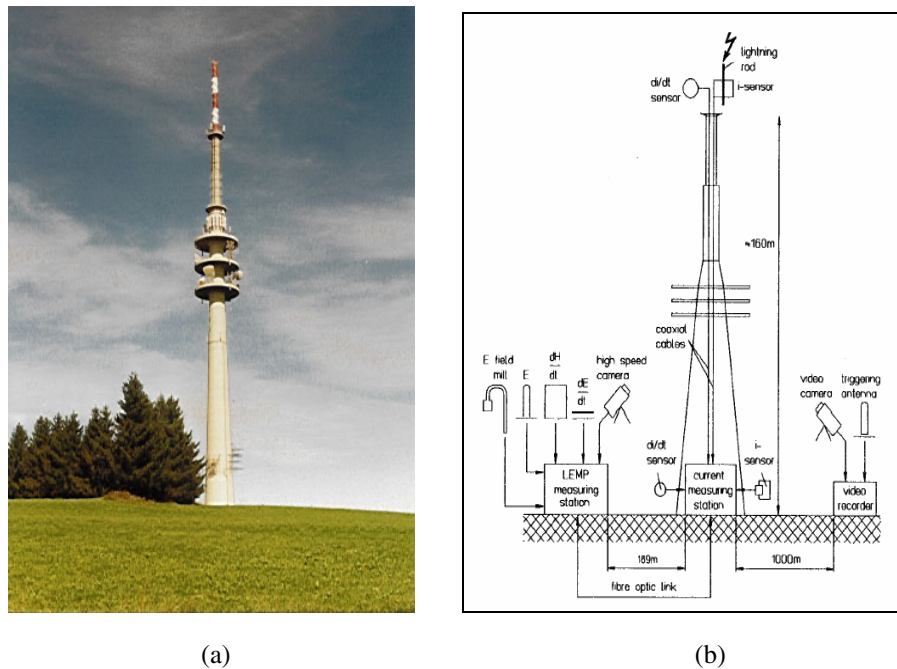 lightning
rod
di/dt
sensor
i-sensor
≈160m
coaxial
cables
E field
mill
E
dH
dt
dE
dt
high speed
camera
video
camera
triggering
antenna
di/dt
sensor
i-
sensor
LEMP
measuring
station
current
measuring
station
video
recorder
189m
1000m
fibre optic link
(a)
(b)